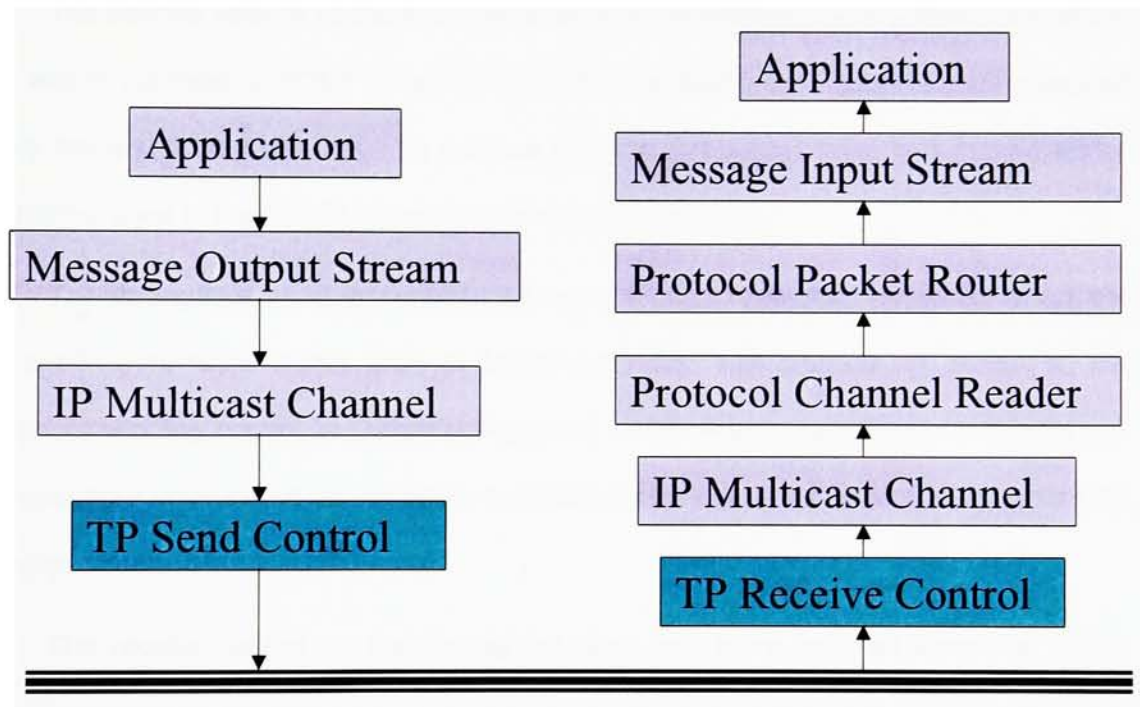 Application
Message Output Stream
IP Multicast Channel
TP Send Control
Application
Message Input Stream
Protocol Packet Router
Protocol Channel Reader
IP Multicast Channel
TP Receive Control